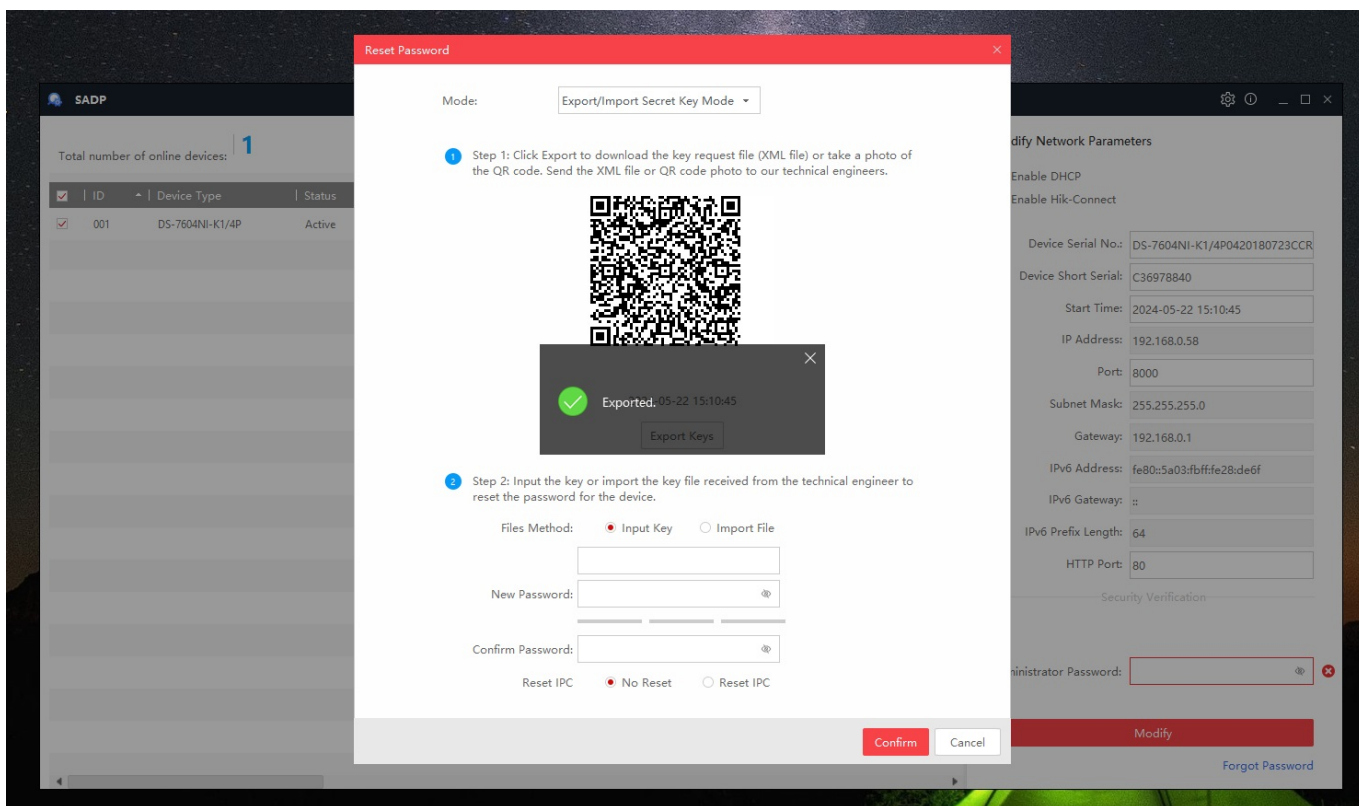 Reset Password
SADP
Mode:
Export/Import Secret Key Mode
Total number of online devices: 1
ID
Device Type
Status
001
DS-7604NI-K1/4P
Active
1
Step 1: Click Export to download the key request file (XML file) or take a photo of
the QR code. Send the XML file or QR code photo to our technical engineers.
Exported.
05-22 15:10:45
Export Keys
2
Step 2: Input the key or import the key file received from the technical engineer to
reset the password for the device.
Files Method:
Input Key
Import File
New Password:
Confirm Password:
Reset IPC
No Reset
Reset IPC
Confirm
Cancel
dify Network Parameters
Enable DHCP
Enable Hik-Connect
Device Serial No.: DS-7604NI-K1/4P0420180723CCR
Device Short Serial: C36978840
Start Time: 2024-05-22 15:10:45
IP Address: 192.168.0.58
Port: 8000
Subnet Mask: 255.255.255.0
Gateway: 192.168.0.1
IPv6 Address: fe80::5a03:fbff:fe28:de6f
IPv6 Gateway: ::
IPv6 Prefix Length: 64
HTTP Port: 80
Security Verification
ninistrator Password:
Modify
Forgot Password